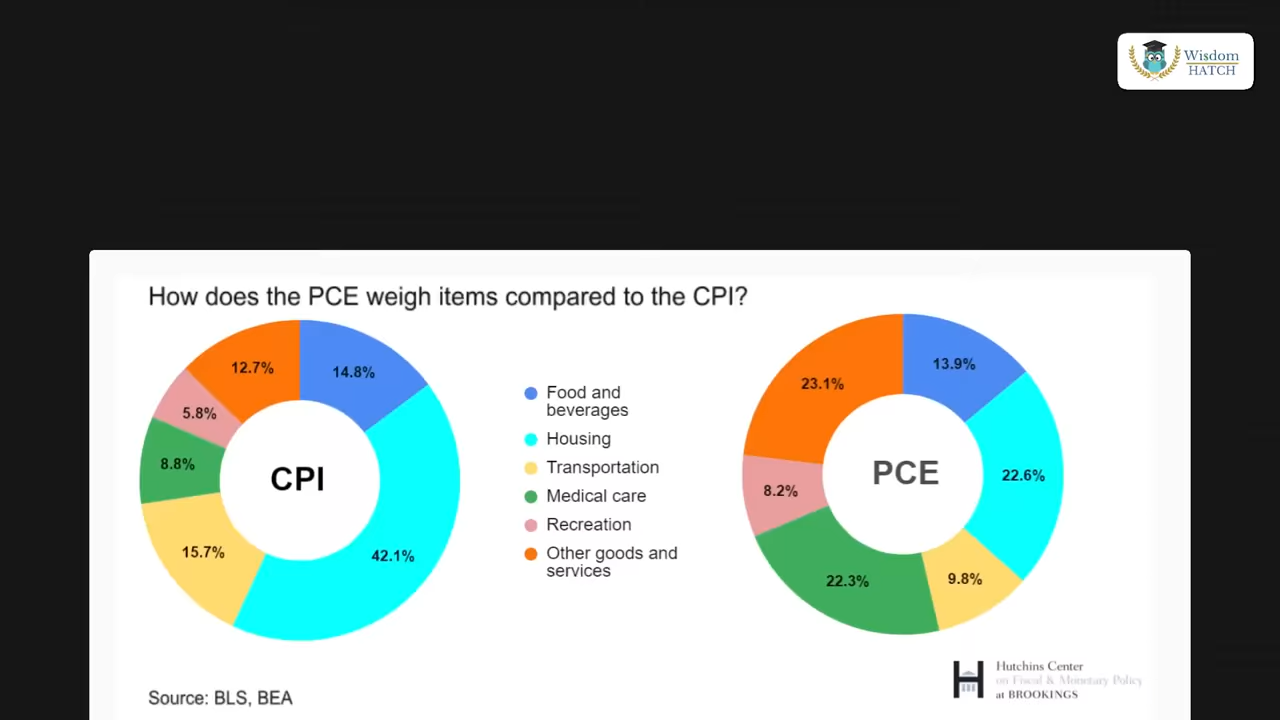 Wisdom
HATCH
How does the PCE weigh items compared to the CPI?
12.7%
14.8%
5.8%
8.8%
CPI
15.7%
42.1%
Food and
beverages
Housing
Transportation
Medical care
Recreation
Other goods and
services
13.9%
23.1%
PCE
22.6%
8.2%
22.3%
9.8%
Source: BLS, BEA
Hutchins Center
on Fiscal & Monetary Policy
at BROOKINGS